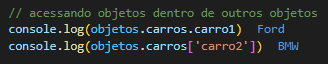 // acessando objetos dentro de outros objetos
console.log(objetos.carros.carro1)  Ford
console.log(objetos.carros['carro2'])  BMW